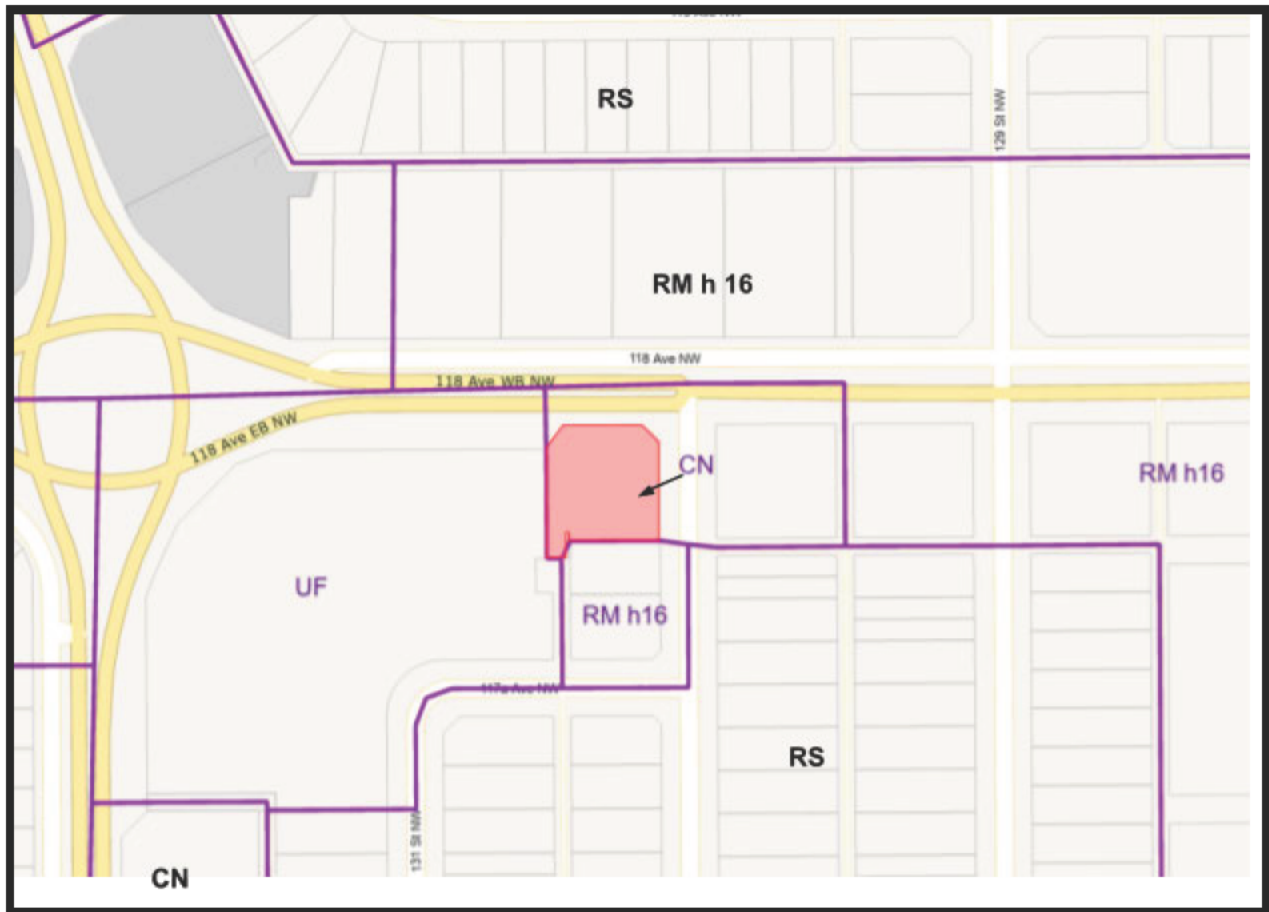 RS
129 St NW
RM h 16
118 Ave NW
118 Ave WB NW
118 Ave EB NW
CN
RM h16
UF
RM h16
117a Ave NW
RS
131 St NW
CN